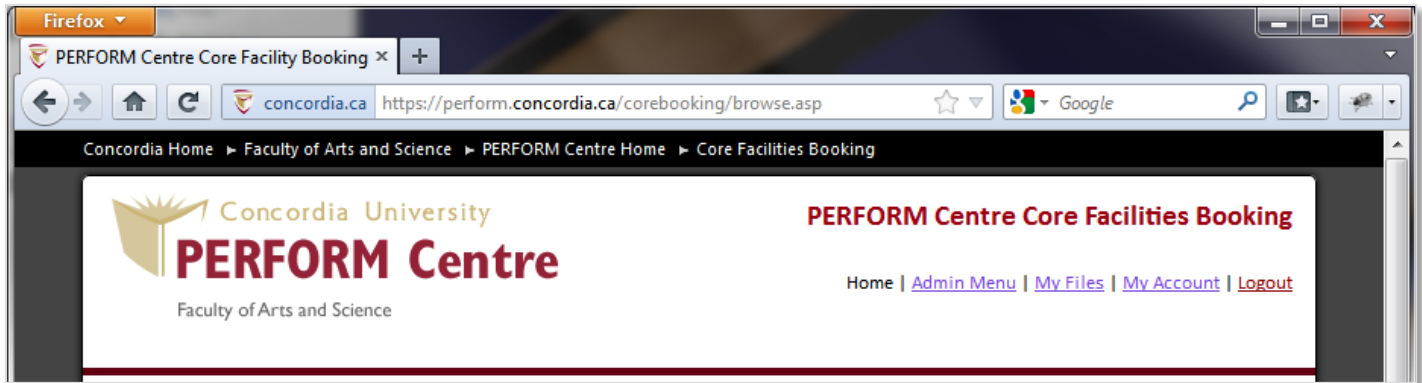 Firefox
PERFORM Centre Core Facility Booking
concordia.ca https://perform.concordia.ca/corebooking/browse.asp Google
Concordia Home ► Faculty of Arts and Science ► PERFORM Centre Home ► Core Facilities Booking
Concordia University
PERFORM Centre
Faculty of Arts and Science
PERFORM Centre Core Facilities Booking
Home | Admin Menu | My Files | My Account | Logout